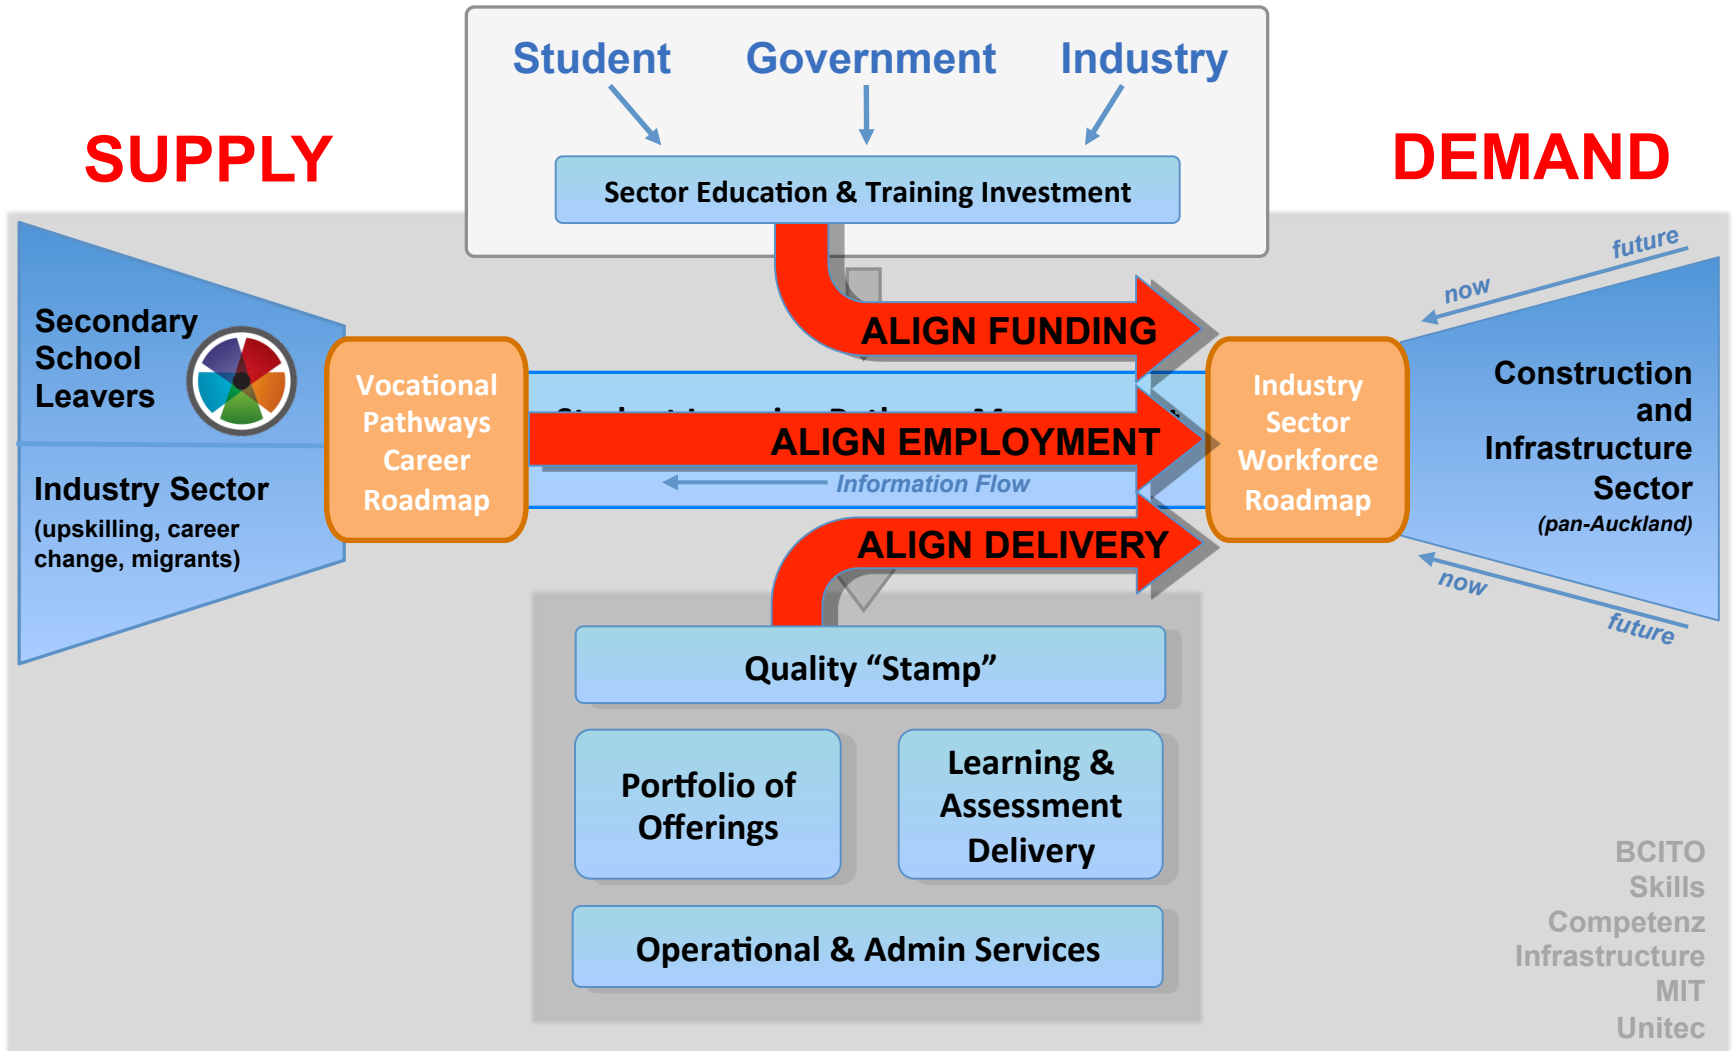 Student Government Industry
SUPPLY
DEMAND
Sector Education & Training Investment
future
now
ALIGN FUNDING
Secondary
School
Leavers
Industry Sector
(upskilling, career
change, migrants)
Vocational
Pathways
Career
Roadmap
ALIGN EMPLOYMENT
Information Flow
ALIGN DELIVERY
Industry
Sector
Workforce
Roadmap
Construction
and
Infrastructure
Sector
(pan-Auckland)
now
future
Quality “Stamp”
Portfolio of
Offerings
Learning &
Assessment
Delivery
Operational & Admin Services
BCITO
Skills
Competenz
Infrastructure
MIT
Unitec